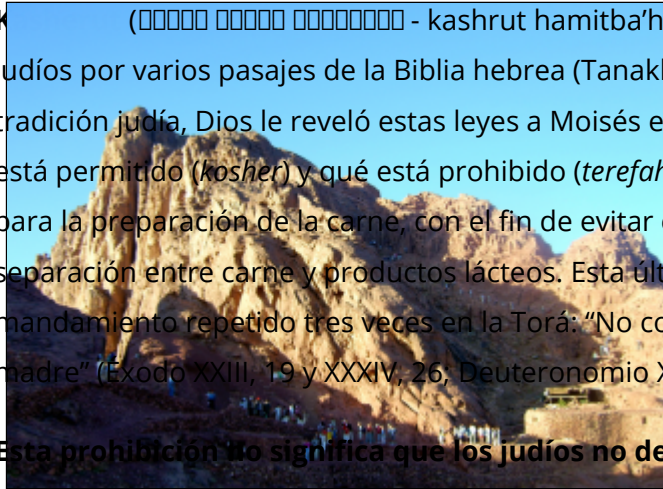 K ( - kashrut hamitba’h
judíos por varios pasajes de la Biblia hebrea (Tanakh
tradición judía, Dios le reveló estas leyes a Moisés e
está permitido (kosher) y qué está prohibido (terefah
para la preparación de la carne, con el fin de evitar
separación entre carne y productos lácteos. Esta últ
mandamiento repetido tres veces en la Torá: “No co
madre” (Éxodo XXIII, 19 y XXXIV, 26; Deuteronomio X
Esta prohibición no significa que los judíos no de